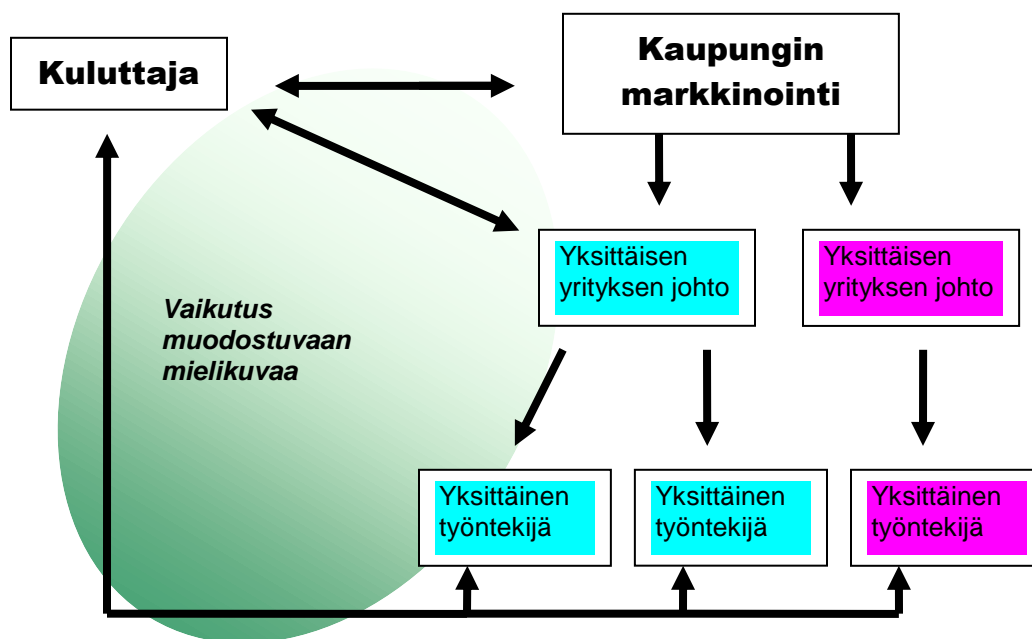 Kuluttaja
Kaupungin
markkinointi
Yksittäisen
yrityksen johto
Yksittäisen
yrityksen johto
Vaikutus
muodostuvaan
mielikuvaa
Yksittäinen
työntekijä
Yksittäinen
työntekijä
Yksittäinen
työntekijä